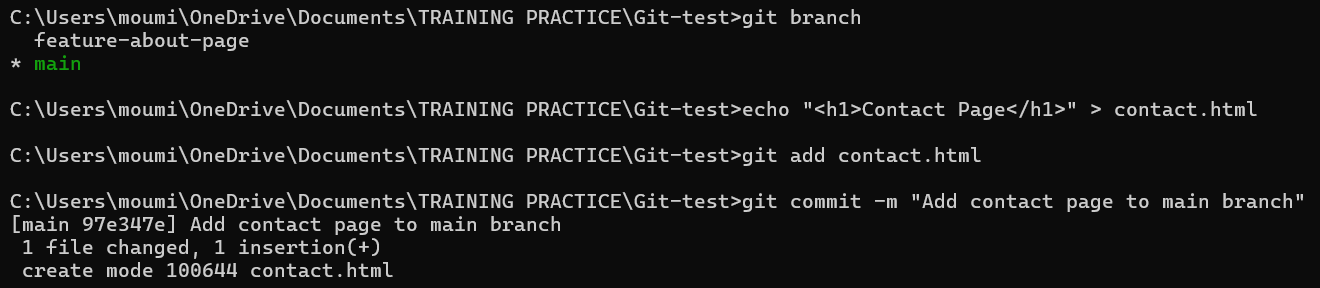 C:\Users\moumi\OneDrive\Documents\TRAINING PRACTICE\Git-test>git branch
  feature-about-page
* main
C:\Users\moumi\OneDrive\Documents\TRAINING PRACTICE\Git-test>echo "<h1>Contact Page</h1>" > contact.html
C:\Users\moumi\OneDrive\Documents\TRAINING PRACTICE\Git-test>git add contact.html
C:\Users\moumi\OneDrive\Documents\TRAINING PRACTICE\Git-test>git commit -m "Add contact page to main branch"
[main 97e347e] Add contact page to main branch
 1 file changed, 1 insertion(+)
 create mode 100644 contact.html